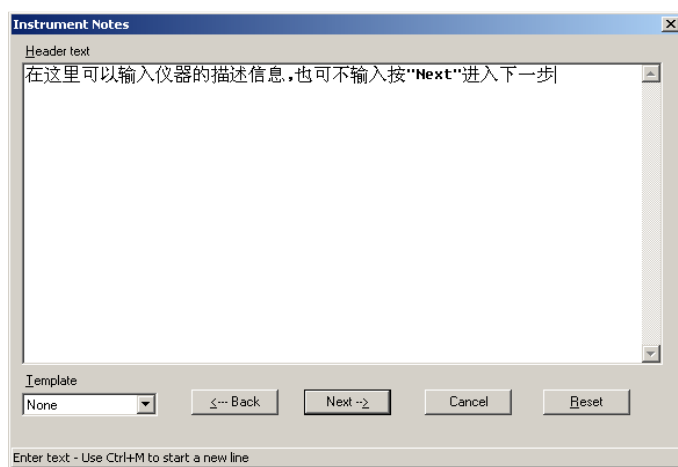 Instrument Notes
Header text
在这里可以输入仪器的描述信息,也可不输入按"Next"进入下一步
Template
None
<--- Back
Next -->
Cancel
Reset
Enter text - Use Ctrl+M to start a new line